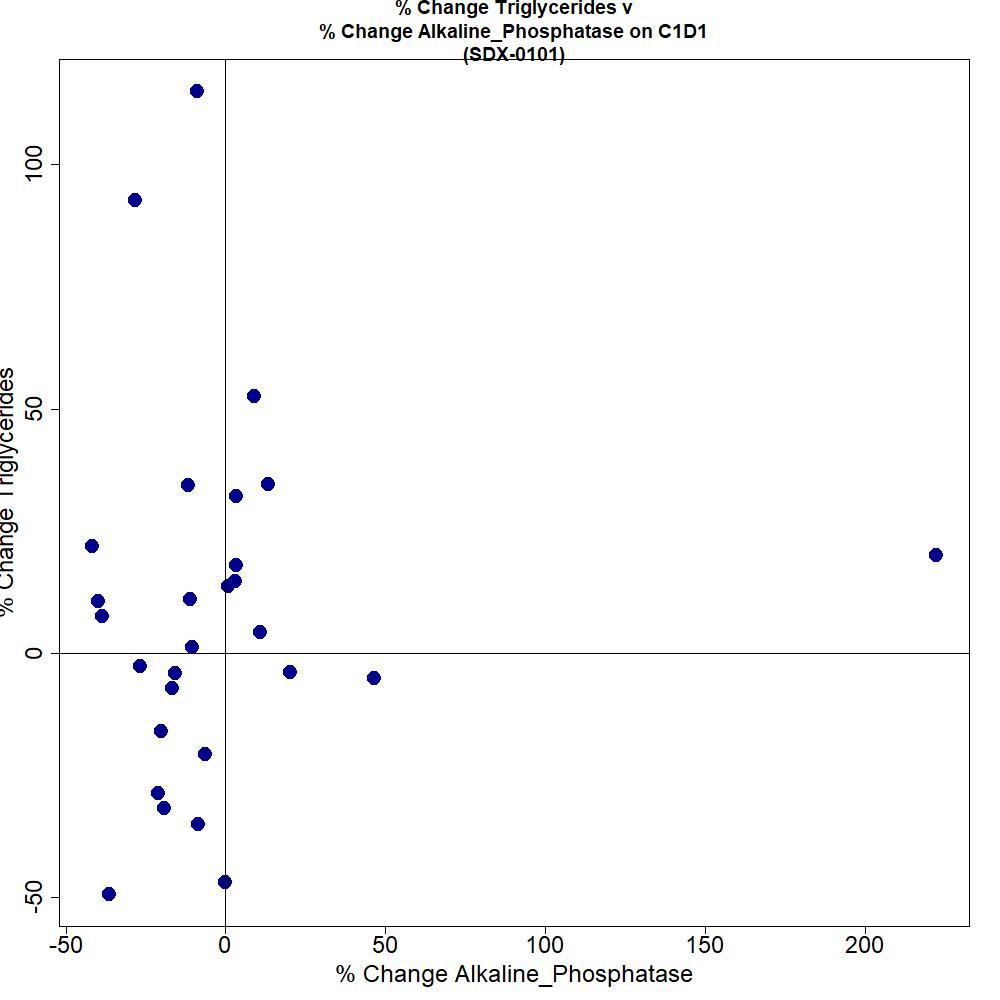 % Change Triglycerides v
% Change Alkaline_Phosphatase on C1D1
(SDX-0101)
% Change Triglycerides
100
50
0
-50
-50
0
50
100
150
200
% Change Alkaline_Phosphatase